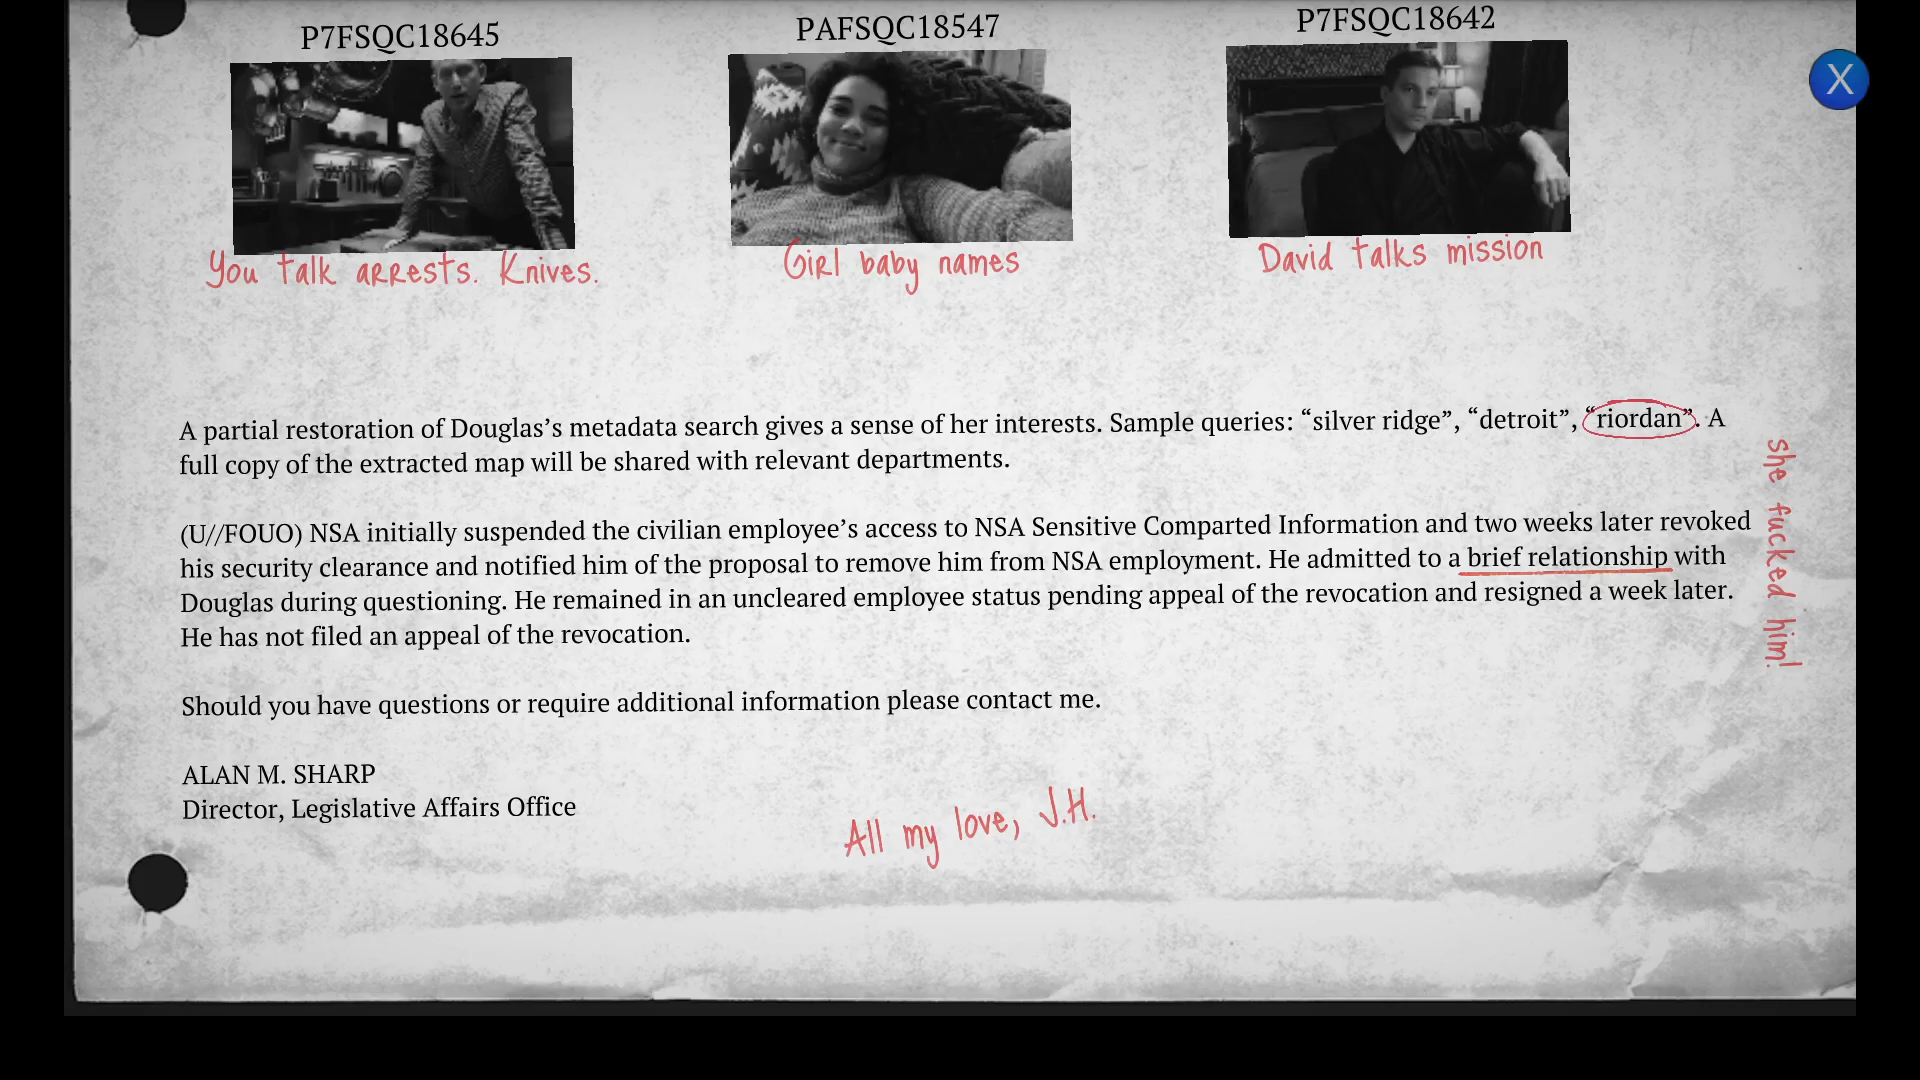 P7FSQC18645
PAFSQC18547
P7FSQC18642
X
You talk arrests. Knives.
Girl baby names
David talks mission
A partial restoration of Douglas’s metadata search gives a sense of her interests. Sample queries: “silver ridge”, “detroit”, “riordan”. A
full copy of the extracted map will be shared with relevant departments.
she fucked him!
(U//FOUO) NSA initially suspended the civilian employee’s access to NSA Sensitive Comparted Information and two weeks later revoked
his security clearance and notified him of the proposal to remove him from NSA employment. He admitted to a brief relationship with
Douglas during questioning. He remained in an uncleared employee status pending appeal of the revocation and resigned a week later.
He has not filed an appeal of the revocation.
Should you have questions or require additional information please contact me.
ALAN M. SHARP
Director, Legislative Affairs Office
All my love, J.H.